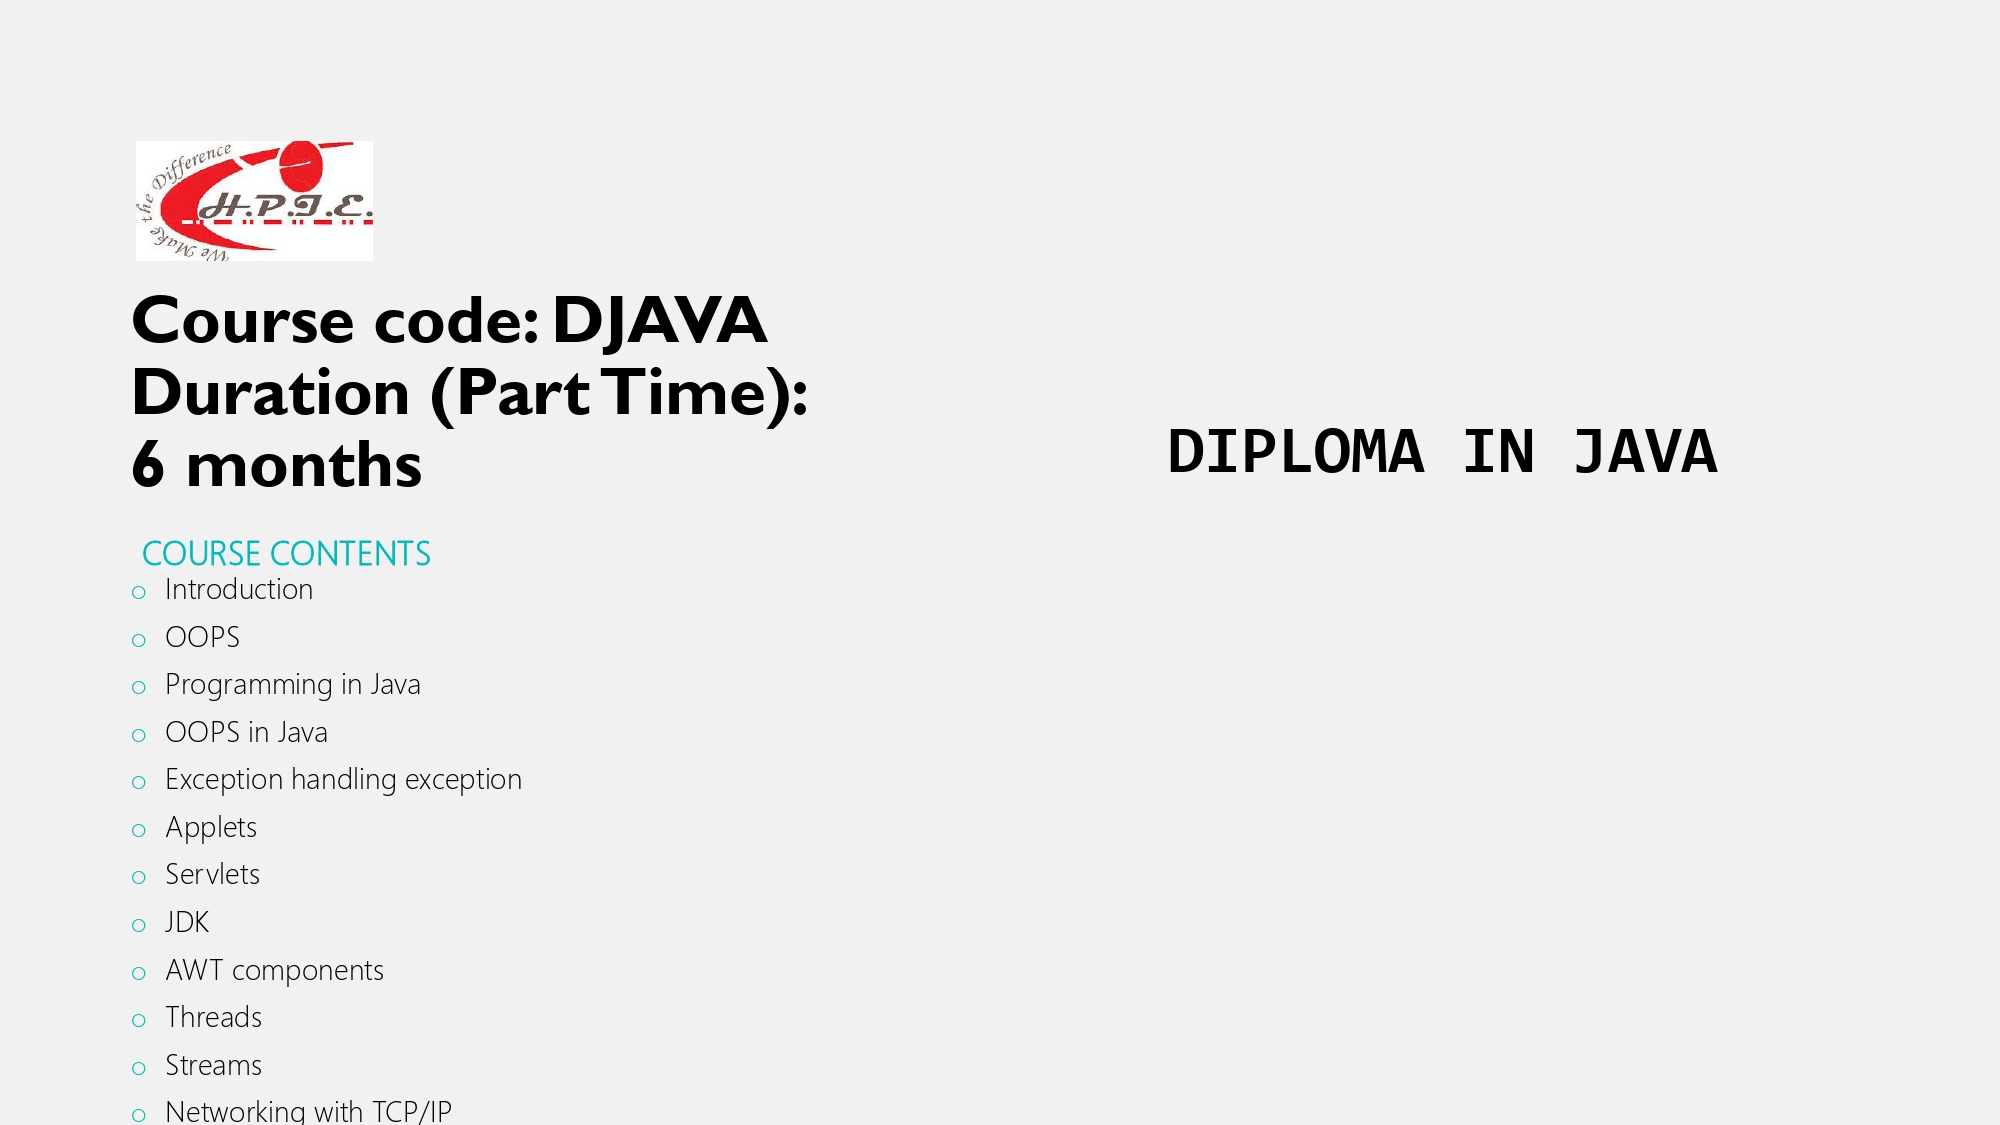 We Make the Difference
H.P.J.E.
Course code: DJAVA
Duration (Part Time):
6 months
DIPLOMA IN JAVA
COURSE CONTENTS
o Introduction
o OOPS
o Programming in Java
o OOPS in Java
o Exception handling exception
o Applets
o Servlets
o JDK
o AWT components
o Threads
o Streams
o Networking with TCP/IP